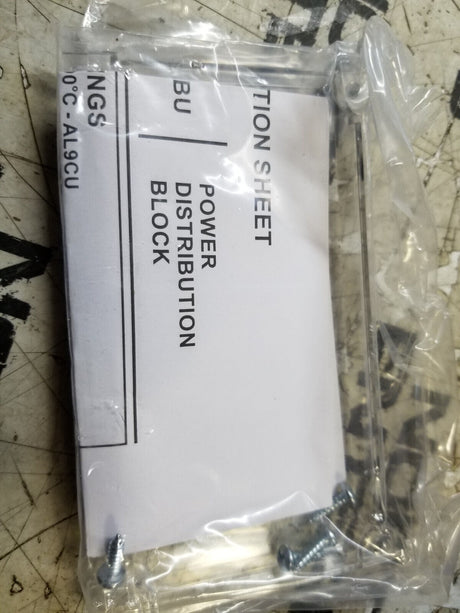 TION SHEET
BU
POWER
DISTRIBUTION
BLOCK
NGS
0°C - AL9CU